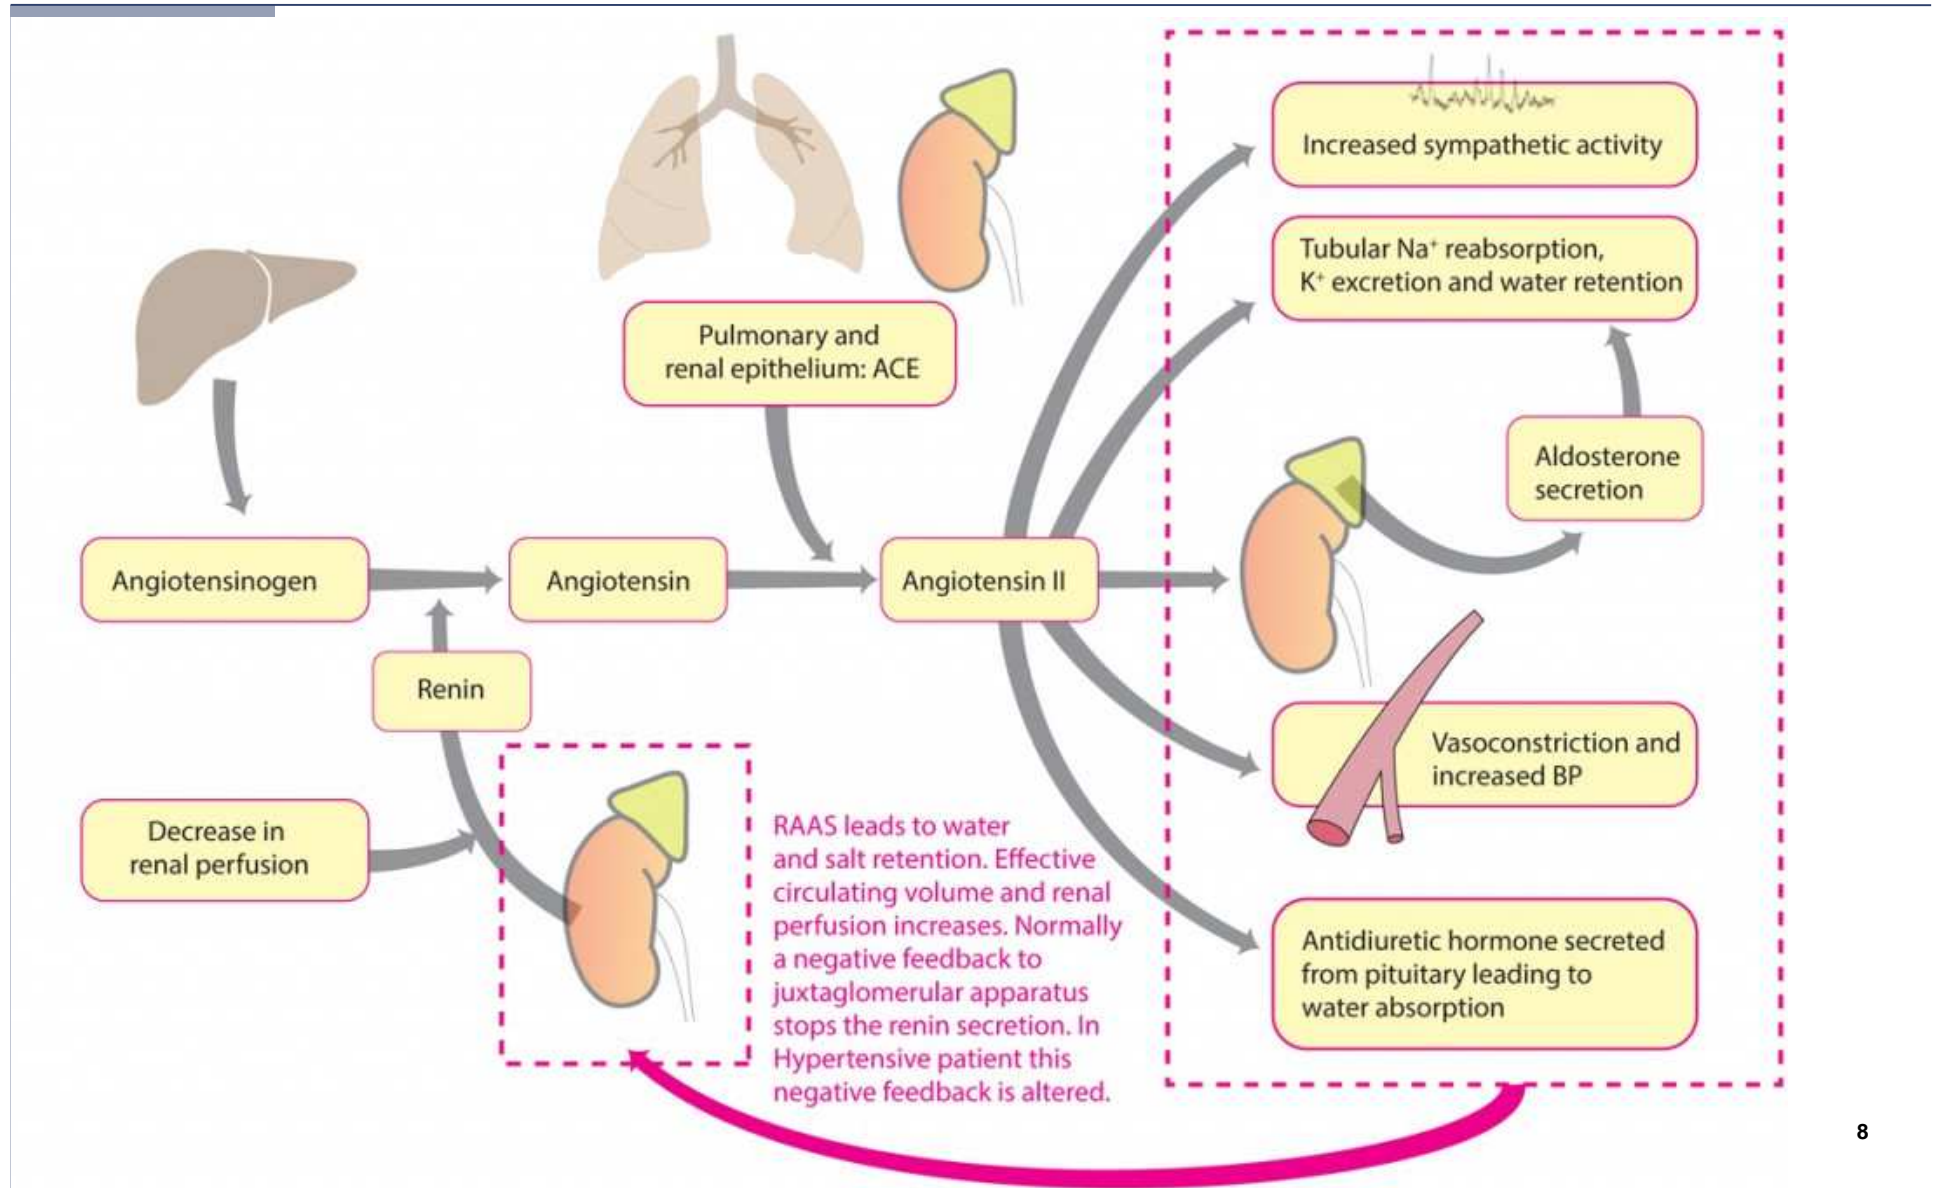 Increased sympathetic activity
Tubular Na⁺ reabsorption,
K⁺ excretion and water retention
Pulmonary and
renal epithelium: ACE
Aldosterone
secretion
Angiotensinogen
Angiotensin
Angiotensin II
Renin
Vasoconstriction and
increased BP
Decrease in
renal perfusion
RAAS leads to water
and salt retention. Effective
circulating volume and renal
perfusion increases. Normally
a negative feedback to
juxtaglomerular apparatus
stops the renin secretion. In
Hypertensive patient this
negative feedback is altered.
Antidiuretic hormone secreted
from pituitary leading to
water absorption
8